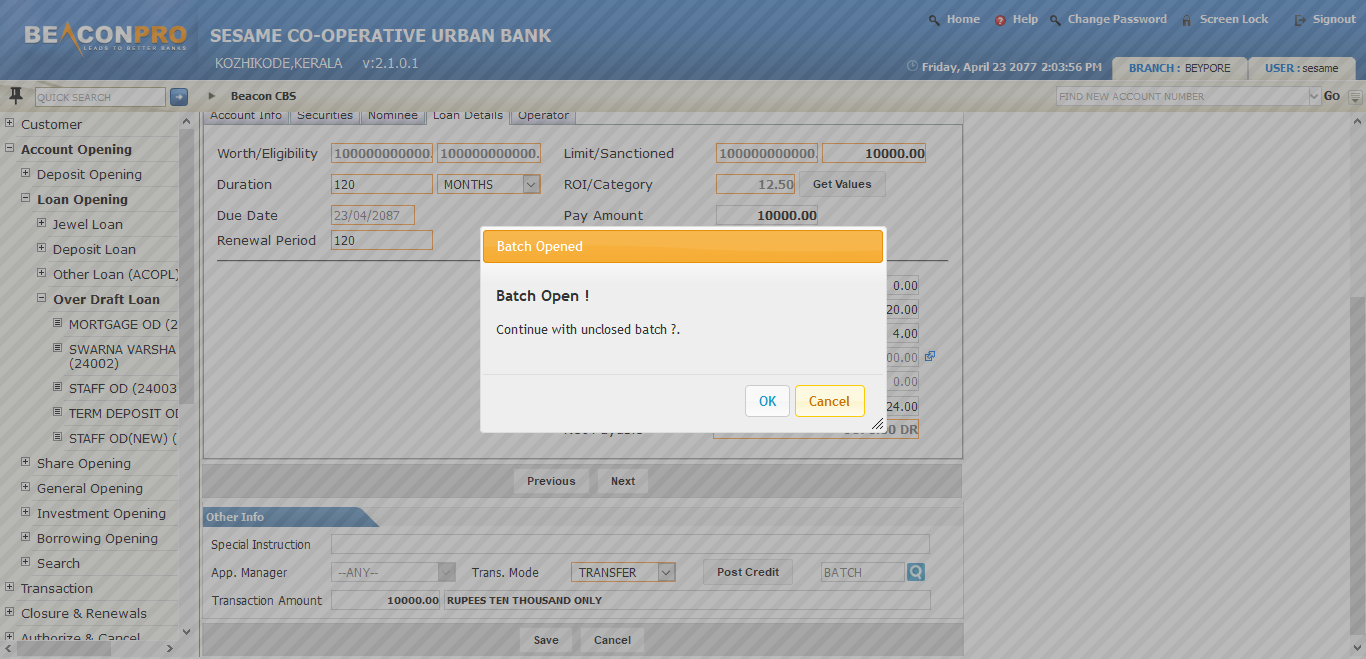 BEACONPRO
LEADS TO BETTER BANKS
SESAME CO-OPERATIVE URBAN BANK
KOZHIKODE,KERALA v:2.1.0.1
Home Help Change Password Screen Lock Signout
Friday, April 23 2077 2:03:56 PM BRANCH : BEYPORE USER : sesame
QUICK SEARCH
Beacon CBS
FIND NEW ACCOUNT NUMBER Go
Customer
Account Opening
Deposit Opening
Loan Opening
Jewel Loan
Deposit Loan
Other Loan (ACOPL)
Over Draft Loan
MORTGAGE OD (2
SWARNA VARSHA
(24002)
STAFF OD (24003
TERM DEPOSIT OD
STAFF OD(NEW) (
Share Opening
General Opening
Investment Opening
Borrowing Opening
Search
Transaction
Closure & Renewals
Authorize & Cancel
Account Info Securities Nominee Loan Details Operator
Worth/Eligibility 100000000000. 100000000000. Limit/Sanctioned 100000000000. 10000.00
Duration 120 MONTHS ROI/Category 12.50 Get Values
Due Date 23/04/2087 Pay Amount 10000.00
Renewal Period 120
Batch Opened
Batch Open !
Continue with unclosed batch ?.
OK Cancel
0.00
20.00
4.00
00.00
0.00
24.00
DR
Previous Next
Other Info
Special Instruction
App. Manager --ANY-- Trans. Mode TRANSFER Post Credit BATCH
Transaction Amount 10000.00 RUPEES TEN THOUSAND ONLY
Save Cancel